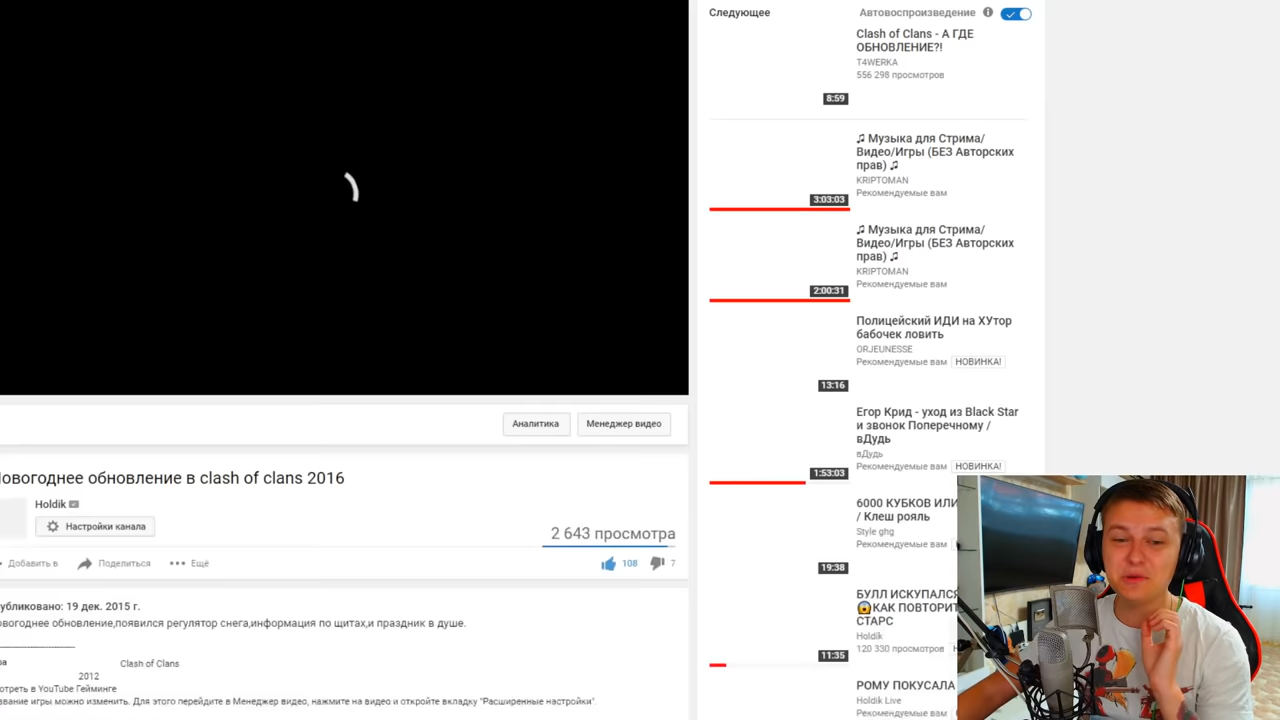 Следующее
Автовоспроизведение
Clash of Clans - А ГДЕ
ОБНОВЛЕНИЕ?!
T4WERKA
556 298 просмотров
8:59
♫ Музыка для Стрима/
Видео/Игры (БЕЗ Авторских
прав) ♫
KRIPTOMAN
Рекомендуемые вам
3:03:03
♫ Музыка для Стрима/
Видео/Игры (БЕЗ Авторских
прав) ♫
KRIPTOMAN
Рекомендуемые вам
2:00:31
Полицейский ИДИ на ХУтор
бабочек ловить
ORJEUNESSE
Рекомендуемые вам НОВИНКА!
13:16
Егор Крид - уход из Black Star
и звонок Поперечному /
вДудь
вДудь
Рекомендуемые вам НОВИНКА!
1:53:03
6000 КУБКОВ ИЛИ
/ Клеш рояль
Style ghg
Рекомендуемые вам
19:38
БУЛЛ ИСКУПАЛСЯ
😱КАК ПОВТОРИТ
СТАРС
Holdik
120 330 просмотров
11:35
РОМУ ПОКУСАЛА
Holdik Live
Рекомендуемые вам
Аналитика
Менеджер видео
овогоднее обновление в clash of clans 2016
Holdik
Настройки канала
2 643 просмотра
Добавить в
Поделиться
Ещё
108
7
убликовано: 19 дек. 2015 г.
овогоднее обновление,появился регулятор снега,информация по щитах,и праздник в душе.
ра
Clash of Clans
2012
отреть в YouTube Гейминге
звание игры можно изменить. Для этого перейдите в Менеджер видео, нажмите на видео и откройте вкладку "Расширенные настройки".